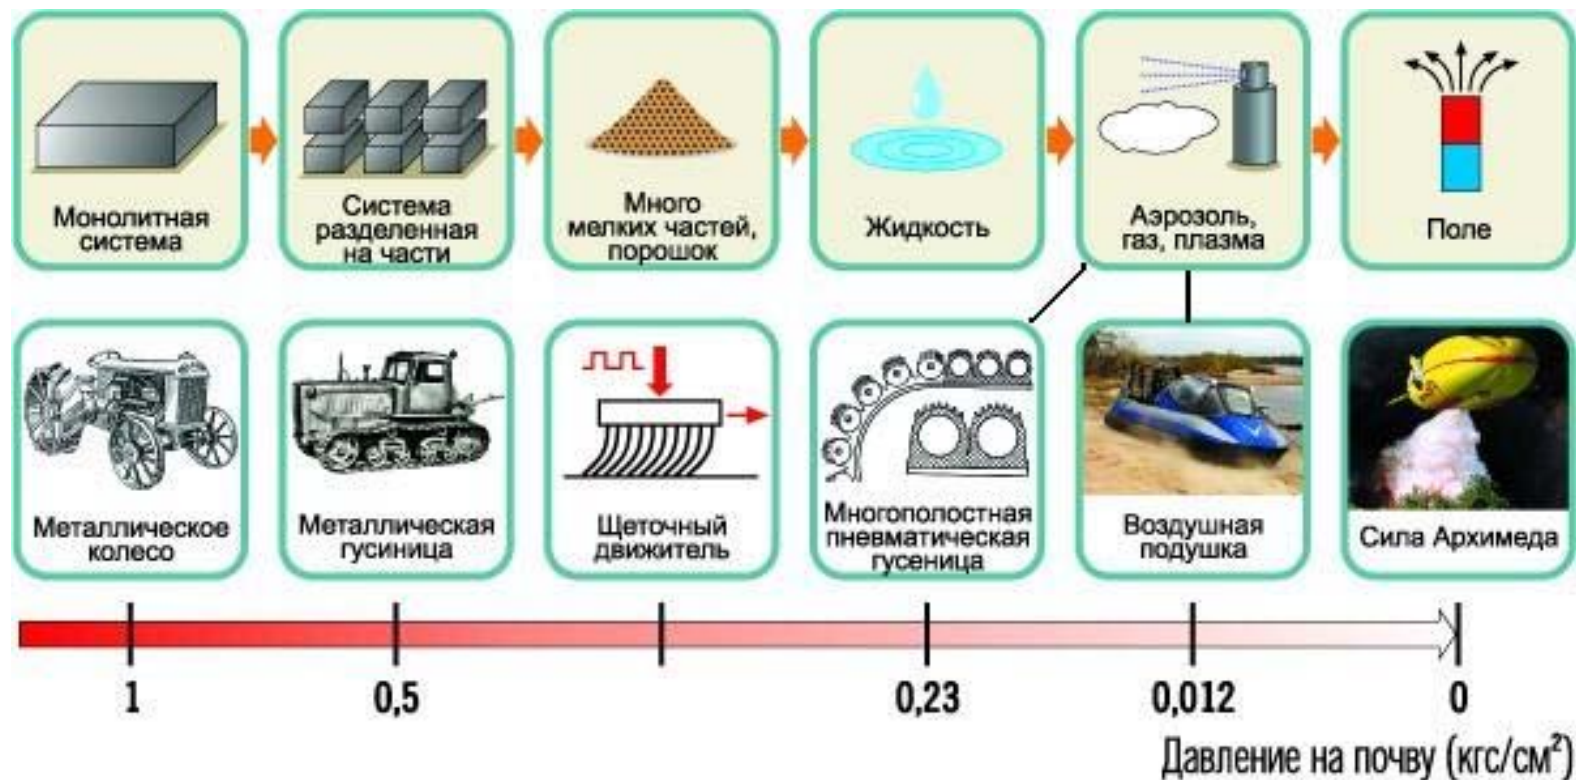 Монолитная
система
Система
разделенная
на части
Много
мелких частей,
порошок
Жидкость
Аэрозоль,
газ, плазма
Поле
Металлическое
колесо
Металлическая
гусиница
Щеточный
движитель
Многополостная
пневматическая
гусеница
Воздушная
подушка
Сила Архимеда
1
0,5
0,23
0,012
0
Давление на почву (кгс/см²)